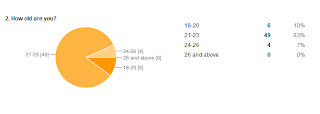 2. How old are you?
21-23 [49]
24-26 [4]
26 and above [0]
18-20 [6]
18-20 6 10%
21-23 49 83%
24-26 4 7%
26 and above 0 0%